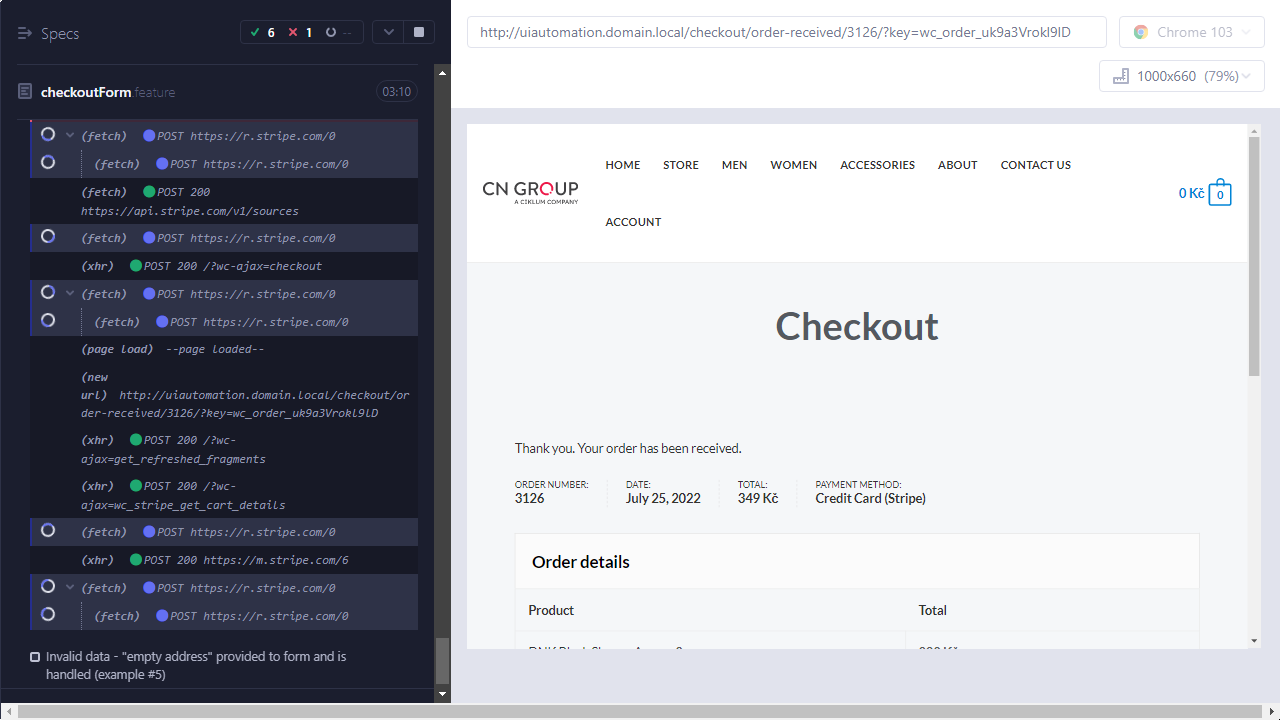 Specs
6 1 --
checkoutForm.feature 03:10
(fetch) POST https://r.stripe.com/0
(fetch) POST https://r.stripe.com/0
(fetch) POST 200
https://api.stripe.com/v1/sources
(fetch) POST https://r.stripe.com/0
(xhr) POST 200 /?wc-ajax=checkout
(fetch) POST https://r.stripe.com/0
(fetch) POST https://r.stripe.com/0
(page load) --page loaded--
(new
url) http://uiautomation.domain.local/checkout/or
der-received/3126/?key=wc_order_uk9a3Vrokl9lD
(xhr) POST 200 /?wc-
ajax=get_refreshed_fragments
(xhr) POST 200 /?wc-
ajax=wc_stripe_get_cart_details
(fetch) POST https://r.stripe.com/0
(xhr) POST 200 https://m.stripe.com/6
(fetch) POST https://r.stripe.com/0
(fetch) POST https://r.stripe.com/0
Invalid data - "empty address" provided to form and is
handled (example #5)
http://uiautomation.domain.local/checkout/order-received/3126/?key=wc_order_uk9a3Vrokl9lD
Chrome 103
1000x660 (79%)
CN GROUP
A CIKLUM COMPANY
HOME STORE MEN WOMEN ACCESSORIES ABOUT CONTACT US
ACCOUNT
0 Kč 0
Checkout
Thank you. Your order has been received.
ORDER NUMBER: DATE: TOTAL: PAYMENT METHOD:
3126 July 25, 2022 349 Kč Credit Card (Stripe)
Order details
Product Total